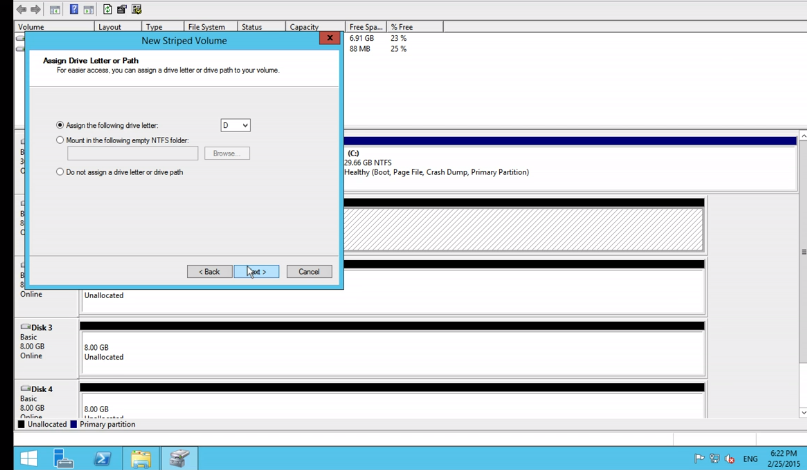 Volume Layout Type File System Status Capacity Free Spa... % Free
6.91 GB 23 %
88 MB 25 %
New Striped Volume
x
Assign Drive Letter or Path
For easier access, you can assign a drive letter or drive path to your volume.
Assign the following drive letter: D
Mount in the following empty NTFS folder:
Browse...
Do not assign a drive letter or drive path
< Back >
Cancel
(C:)
29.66 GB NTFS
Healthy (Boot, Page File, Crash Dump, Primary Partition)
Online Unallocated
Disk 3
Basic
8.00 GB 8.00 GB
Online Unallocated
Disk 4
Basic
8.00 GB 8.00 GB
Unallocated Primary partition
ENG 6:22 PM
2/25/2015